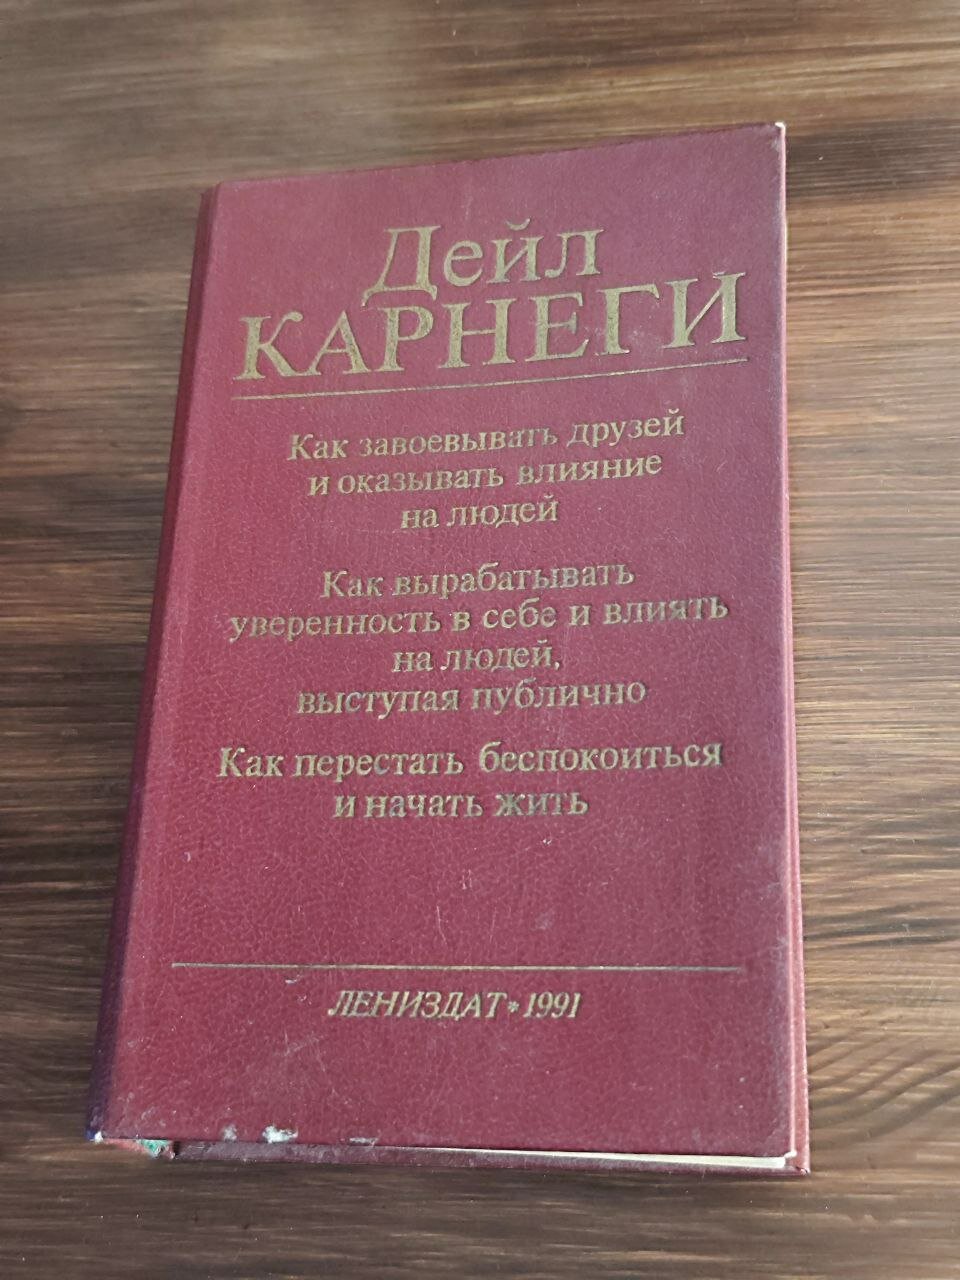 Дейл
КАРНЕГИ
Как завоевывать друзей
и оказывать влияние
на людей
Как вырабатывать
уверенность в себе и влиять
на людей,
выступая публично
Как перестать беспокоиться
и начать жить
ЛЕНИЗДАТ * 1991